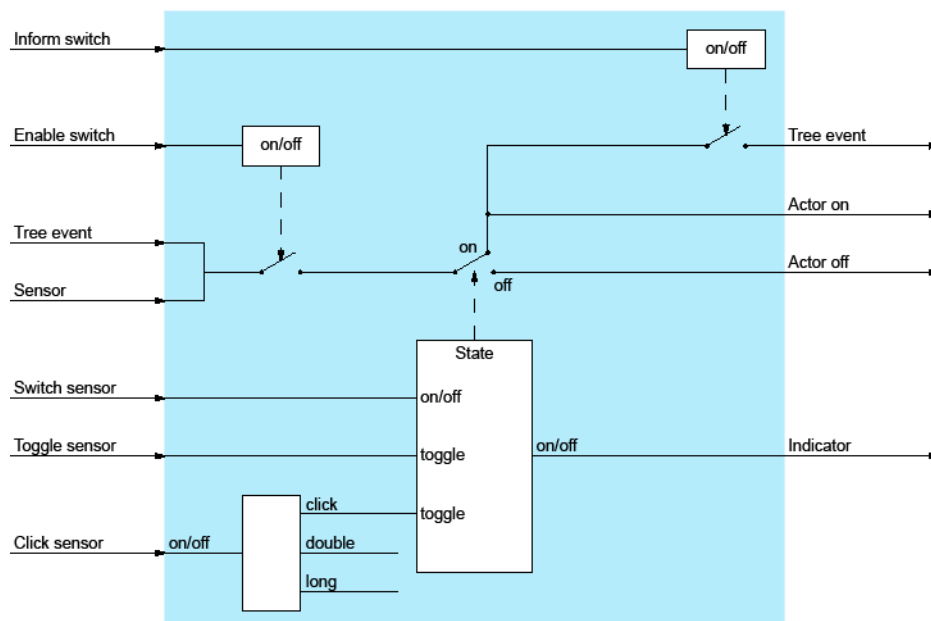 Inform switch
on/off
Enable switch
on/off
Tree event
Tree event
Actor on
Sensor
on
off
Actor off
State
Switch sensor
on/off
Toggle sensor
toggle
on/off
Indicator
click
toggle
Click sensor
on/off
double
long